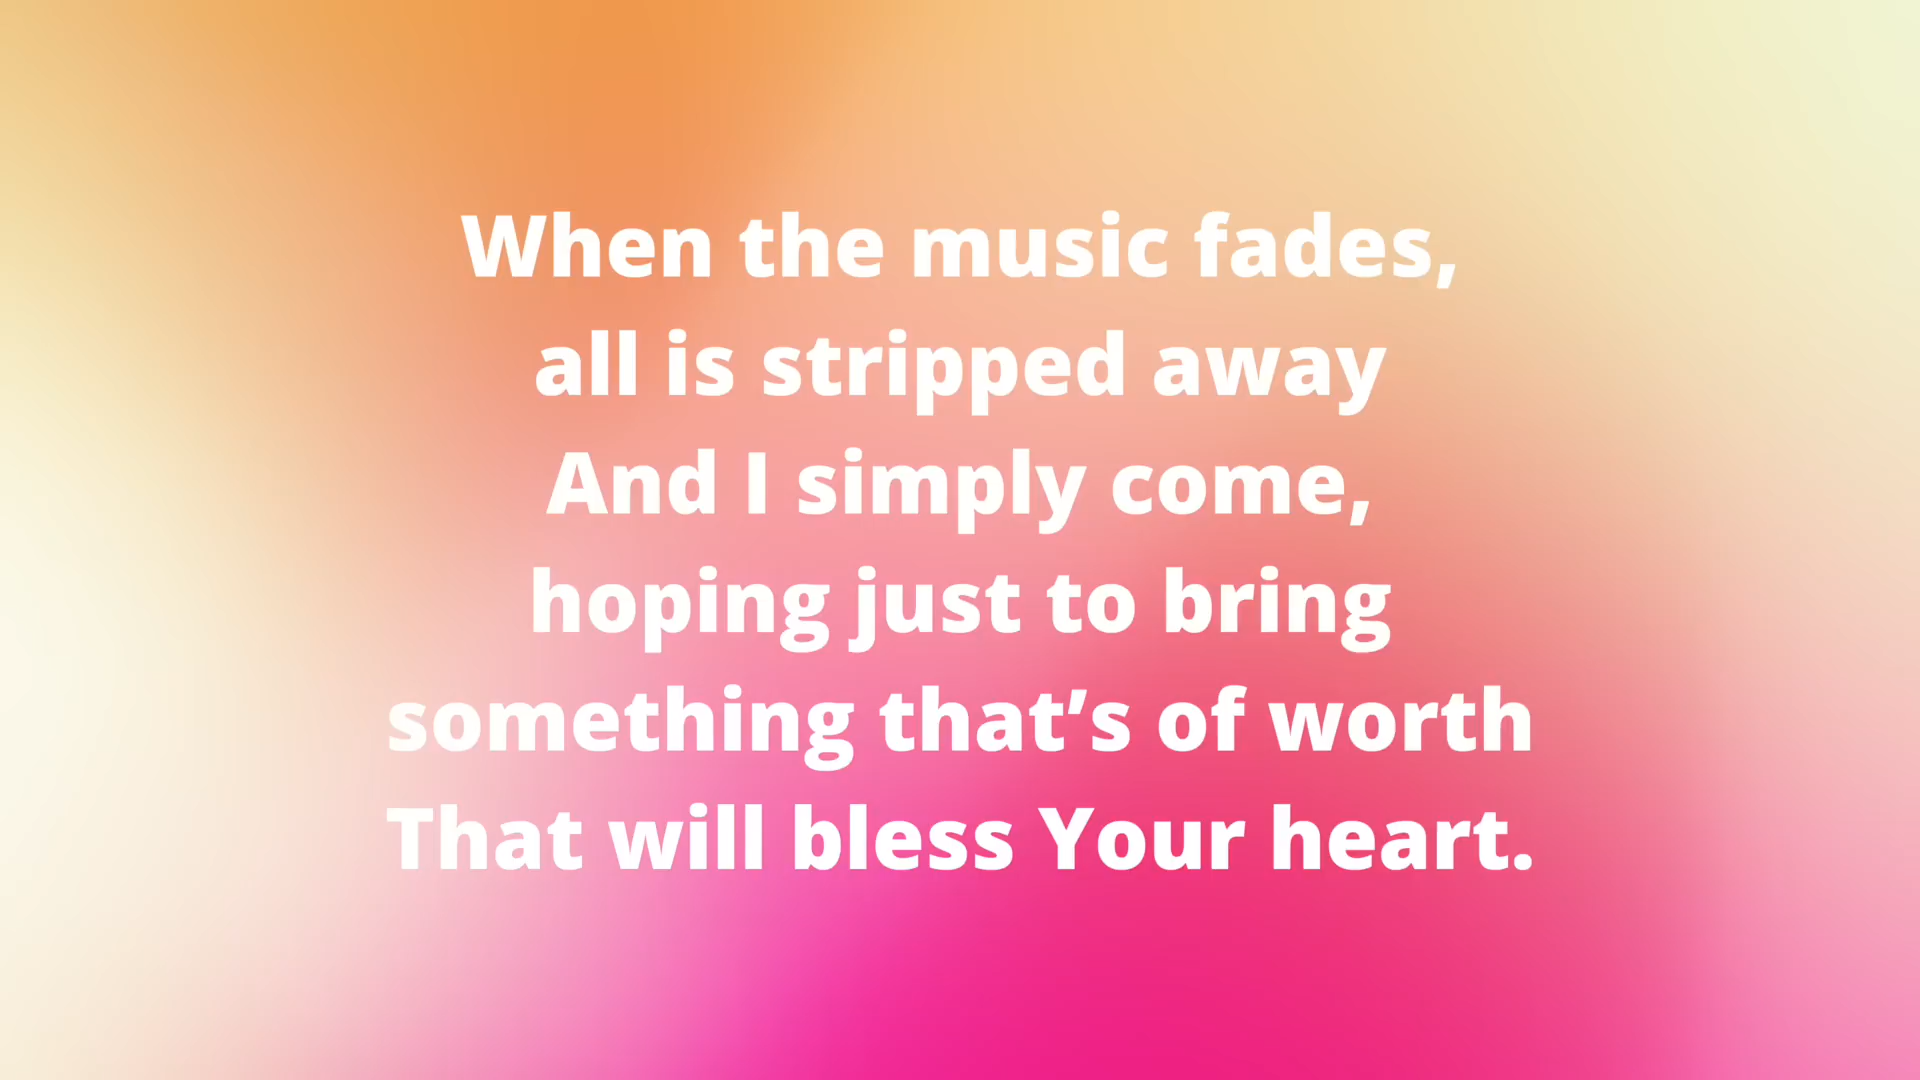 When the music fades,
all is stripped away
And I simply come,
hoping just to bring
something that’s of worth
That will bless Your heart.